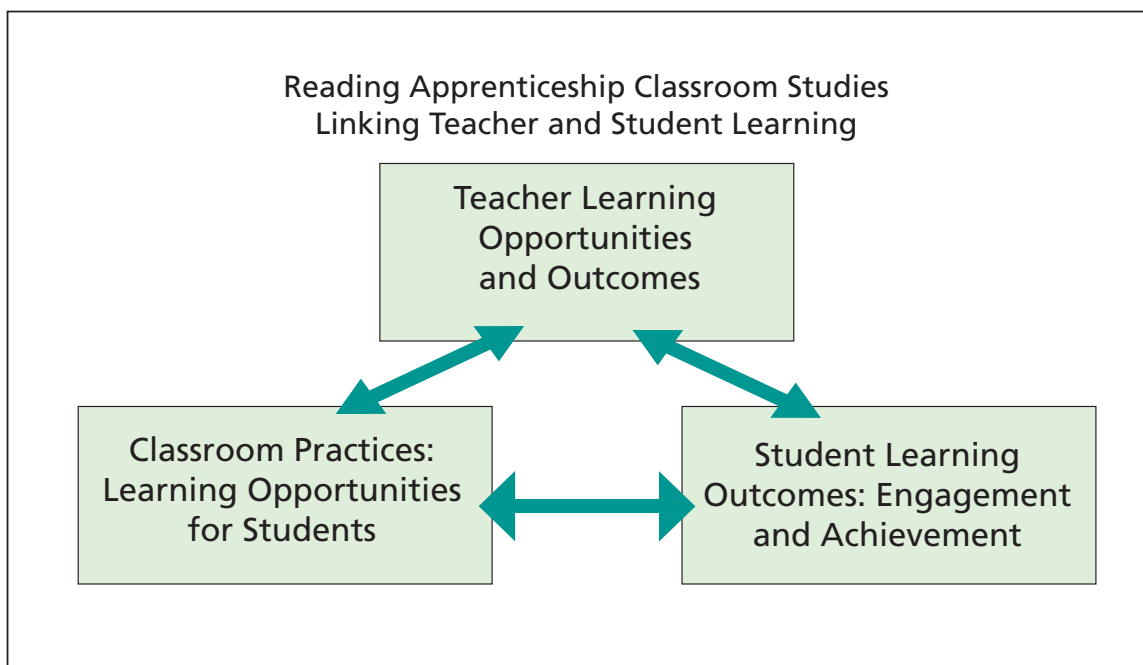 Reading Apprenticeship Classroom Studies
Linking Teacher and Student Learning
Teacher Learning
Opportunities
and Outcomes
Classroom Practices:
Learning Opportunities
for Students
Student Learning
Outcomes: Engagement
and Achievement